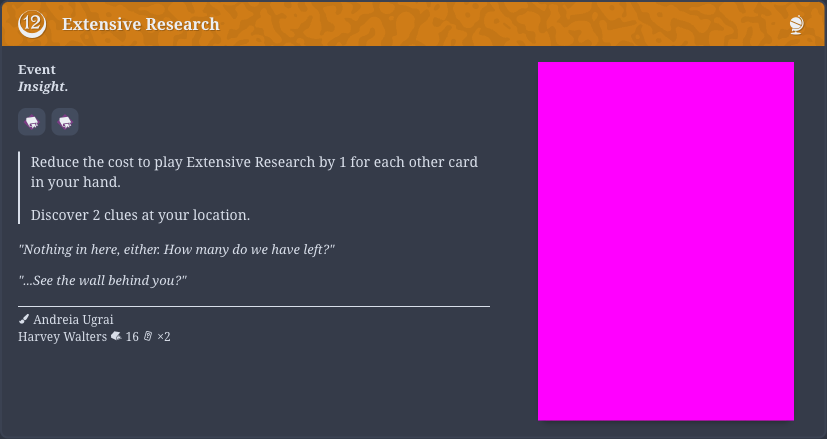 12 Extensive Research
Event
Insight.
Reduce the cost to play Extensive Research by 1 for each other card
in your hand.
Discover 2 clues at your location.
"Nothing in here, either. How many do we have left?"
"...See the wall behind you?"
Andreia Ugrai
Harvey Walters 16 ×2